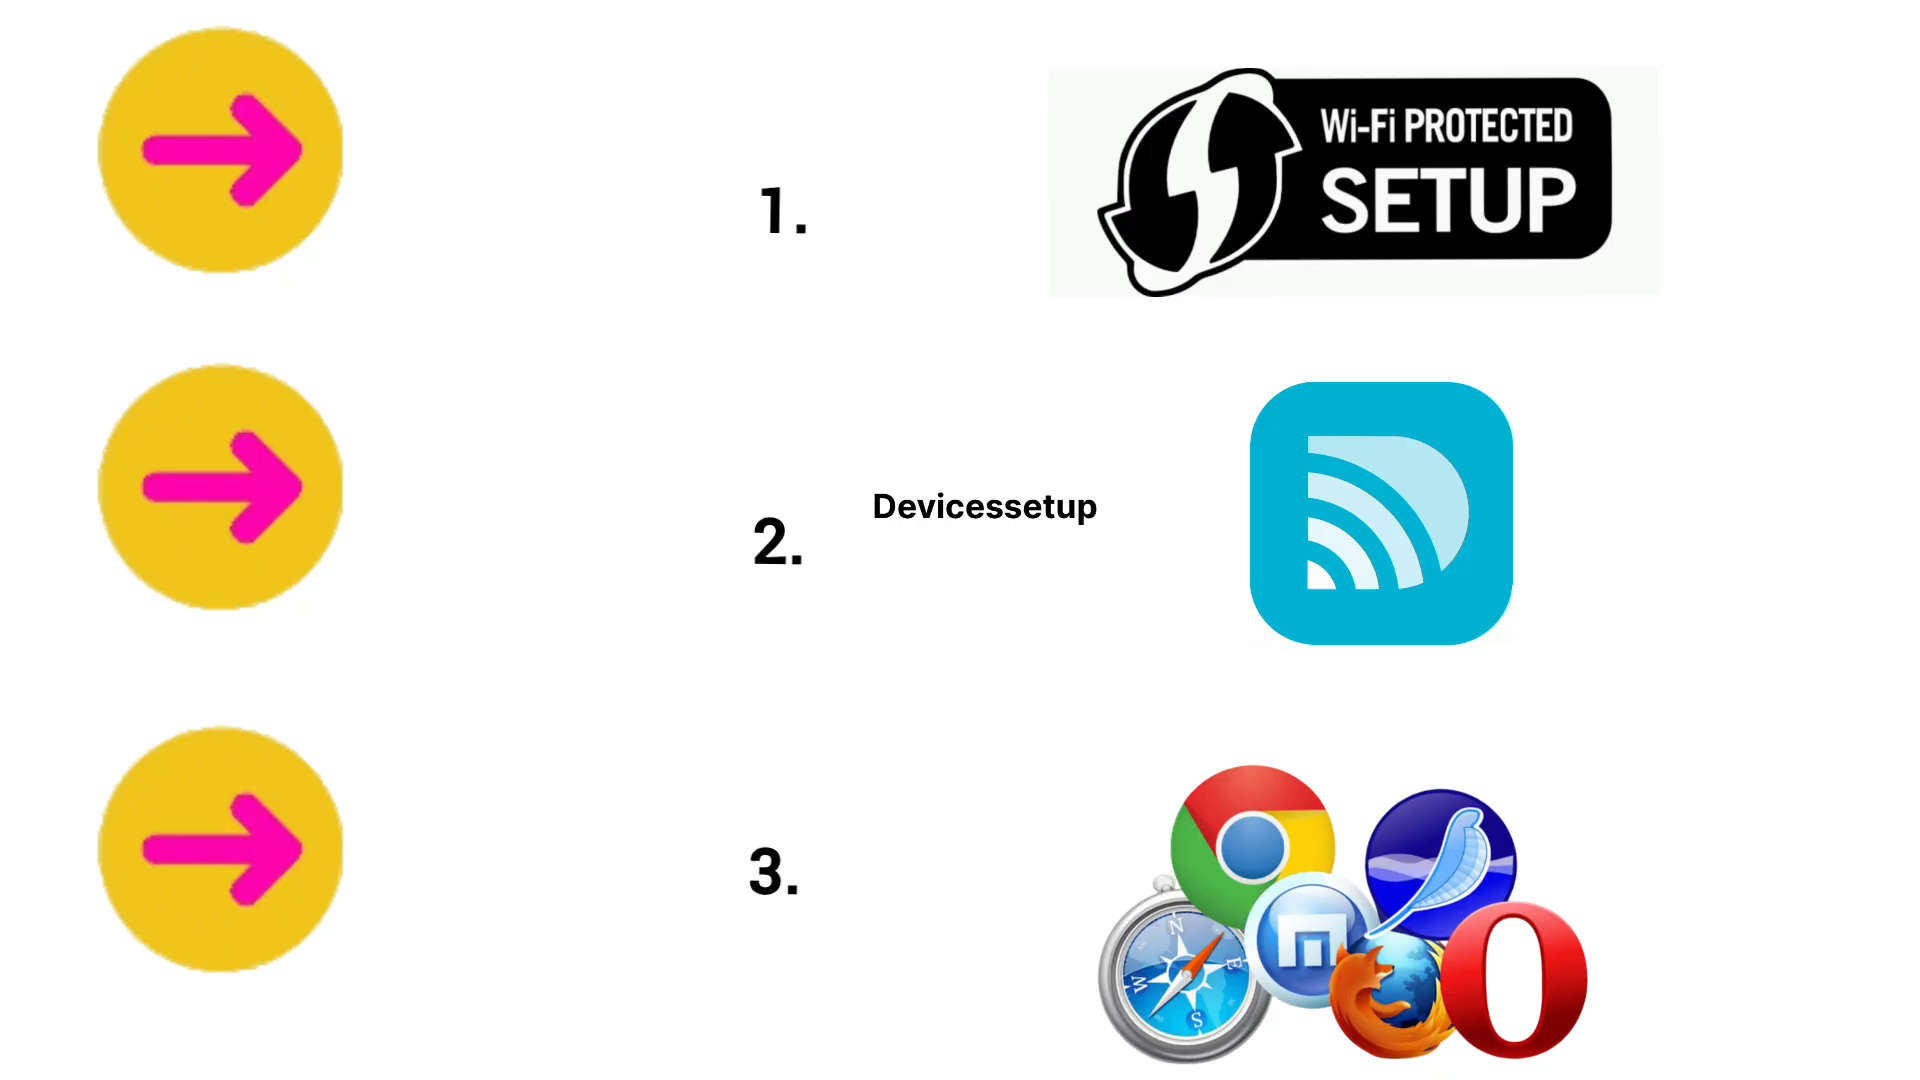 1.
Wi-Fi PROTECTED
SETUP
2.
Devicessetup
3.
N
E
W
S